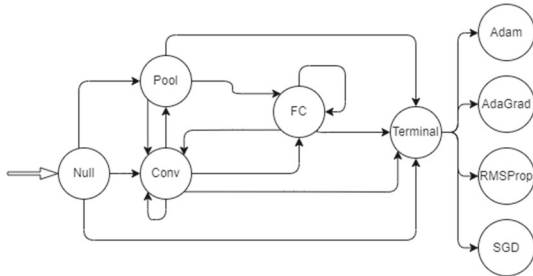 Adam
Pool
AdaGrad
FC
Terminal
Null
Conv
RMSProp
SGD